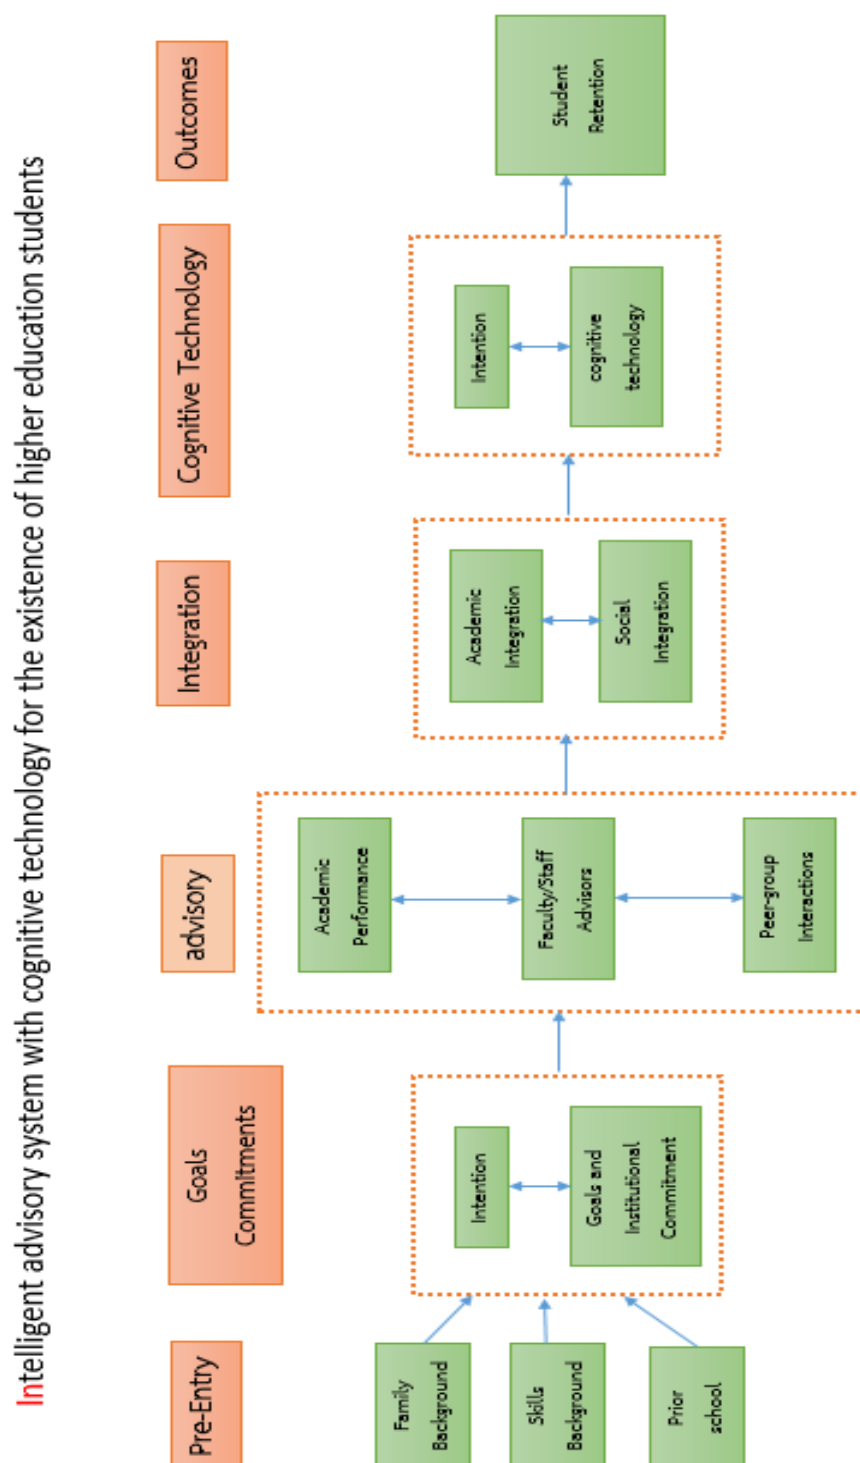 Intelligent advisory system with cognitive technology for the existence of higher education students
Pre-Entry
Goals
Commitments
advisory
Integration
Cognitive Technology
Outcomes
Family
Background
Skills
Background
Prior
school
Intention
Goals and
Institutional
Commitment
Academic
Performance
Faculty/Staff
Advisors
Peer-group
Interactions
Academic
Integration
Social
Integration
Intention
cognitive
technology
Student
Retention